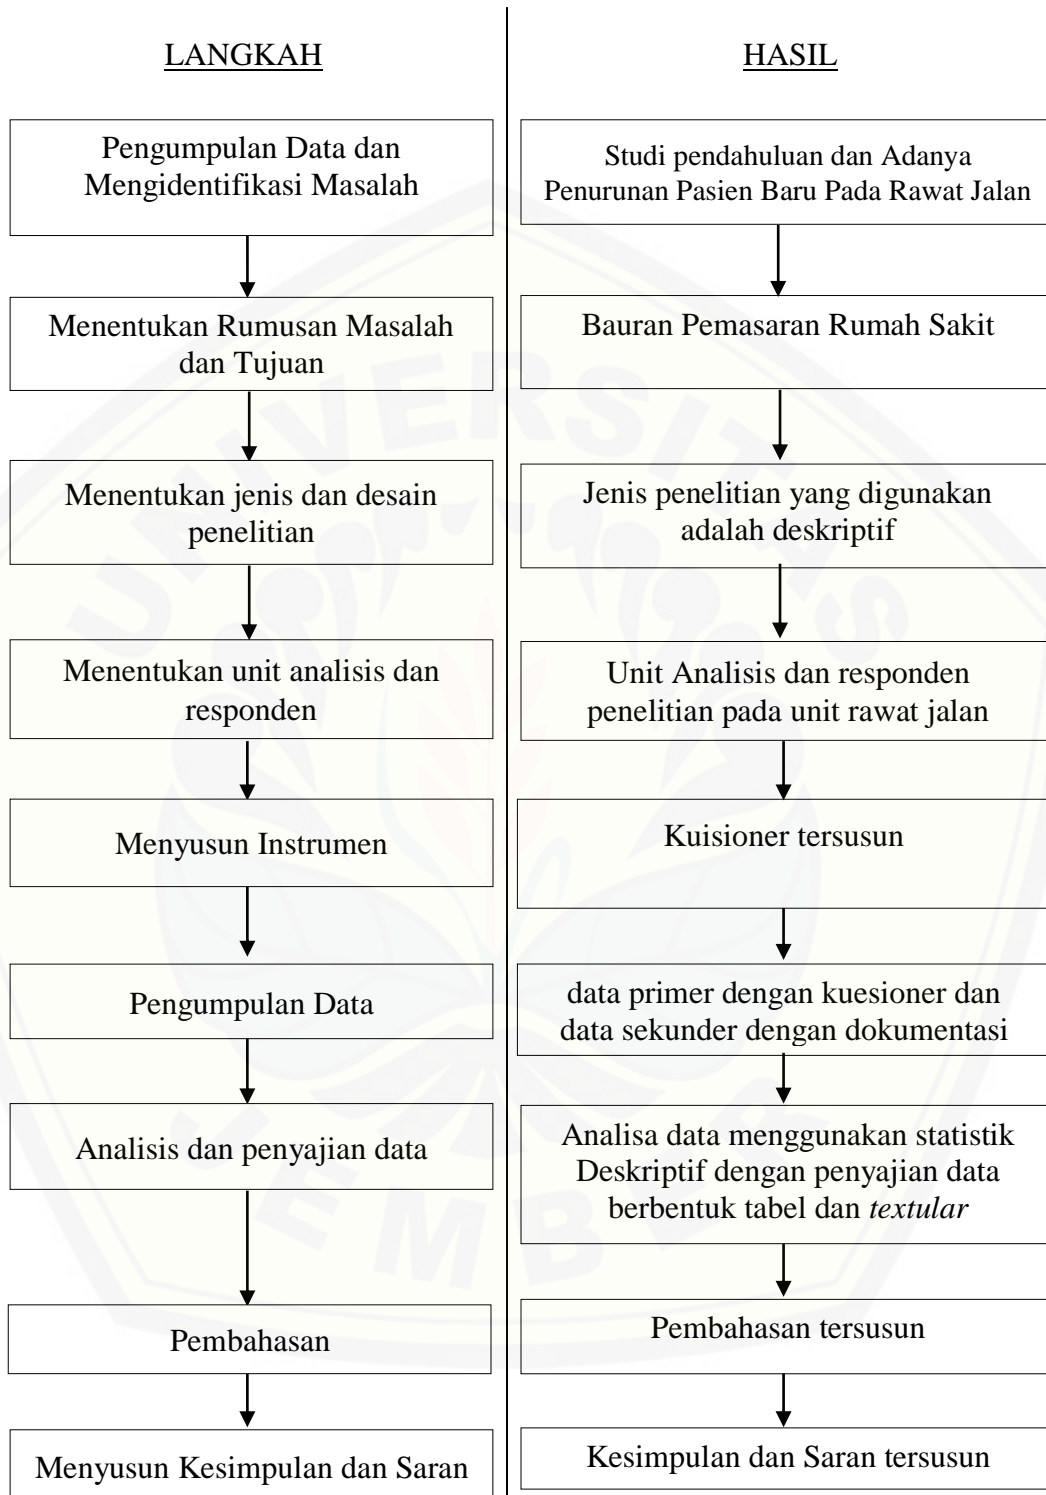 LANGKAH
HASIL
Pengumpulan Data dan
Mengidentifikasi Masalah
Studi pendahuluan dan Adanya
Penurunan Pasien Baru Pada Rawat Jalan
Menentukan Rumusan Masalah
dan Tujuan
Bauran Pemasaran Rumah Sakit
Menentukan jenis dan desain
penelitian
Jenis penelitian yang digunakan
adalah deskriptif
Menentukan unit analisis dan
responden
Unit Analisis dan responden
penelitian pada unit rawat jalan
Menyusun Instrumen
Kuisioner tersusun
Pengumpulan Data
data primer dengan kuesioner dan
data sekunder dengan dokumentasi
Analisis dan penyajian data
Analisa data menggunakan statistik
Deskriptif dengan penyajian data
berbentuk tabel dan textular
Pembahasan
Pembahasan tersusun
Menyusun Kesimpulan dan Saran
Kesimpulan dan Saran tersusun
UNIVERSITAS
JEMBER